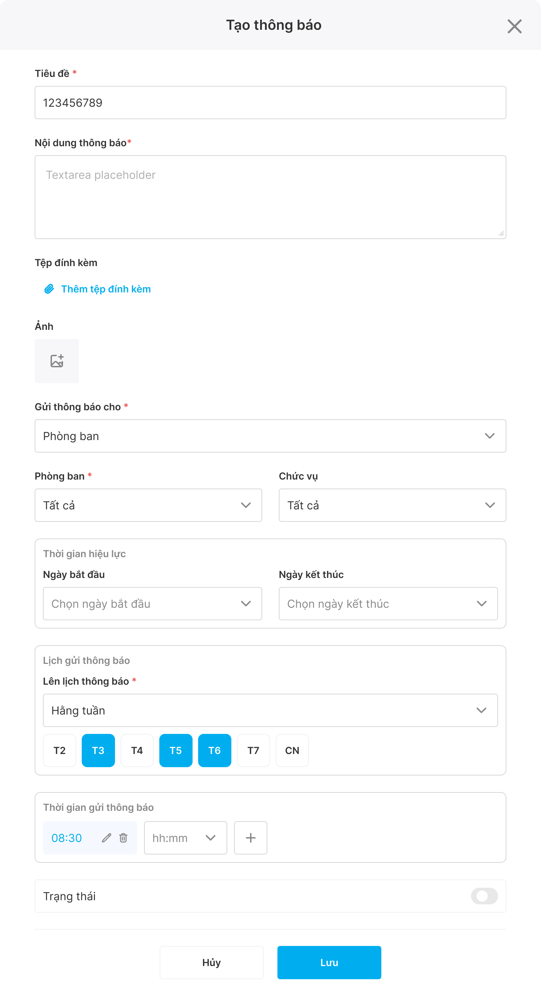 Tạo thông báo
Tiêu đề *
123456789
Nội dung thông báo*
Textarea placeholder
Tệp đính kèm
Thêm tệp đính kèm
Ảnh
Gửi thông báo cho *
Phòng ban
Phòng ban * Chức vụ
Tất cả Tất cả
Thời gian hiệu lực
Ngày bắt đầu Ngày kết thúc
Chọn ngày bắt đầu Chọn ngày kết thúc
Lịch gửi thông báo
Lên lịch thông báo *
Hằng tuần
T2 T3 T4 T5 T6 T7 CN
Thời gian gửi thông báo
08:30 hh:mm
Trạng thái
Hủy Lưu